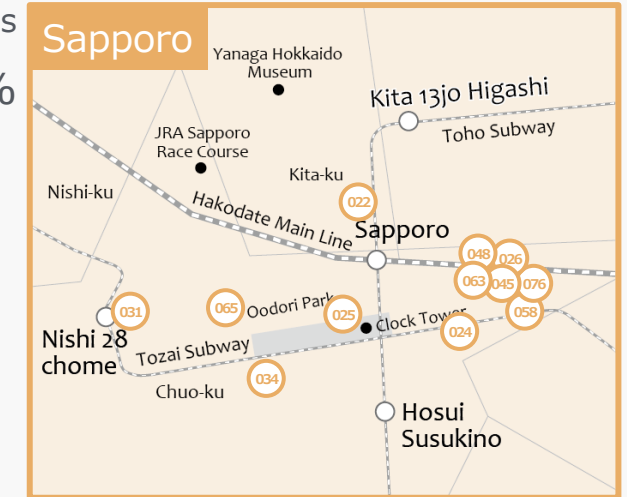 s
%
Sapporo
Yanaga Hokkaido
Museum
Kita 13jo Higashi
Toho Subway
JRA Sapporo
Race Course
Kita-ku
Nishi-ku
022
Hakodate Main Line
Sapporo
048
026
063
045
076
031
065
Oodori Park
025
Clock Tower
058
024
Nishi 28
chome
Tozai Subway
034
Chuo-ku
Hosui
Susukino